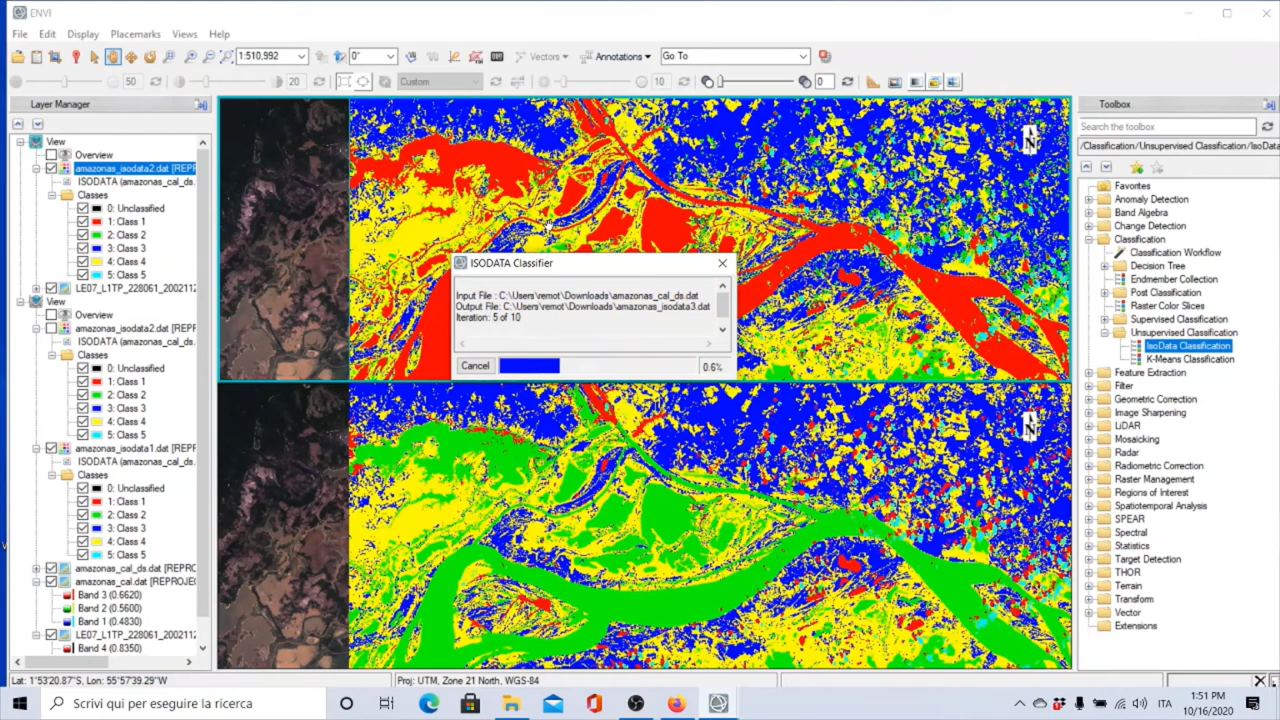 ENVI
File Edit Display Placemarks Views Help
1:510,992 0° Vectors Annotations Go To
50 20 Custom 10 0
Layer Manager
View
Overview
amazonas_isodata2.dat [REPR
ISODATA (amazonas_cal_ds.
Classes
0: Unclassified
1: Class 1
2: Class 2
3: Class 3
4: Class 4
5: Class 5
LE07_L1TP_228061_2002112
View
Overview
amazonas_isodata2.dat [REPR
ISODATA (amazonas_cal_ds.
Classes
0: Unclassified
1: Class 1
2: Class 2
3: Class 3
4: Class 4
5: Class 5
amazonas_isodata1.dat [REPR
ISODATA (amazonas_cal_ds.
Classes
0: Unclassified
1: Class 1
2: Class 2
3: Class 3
4: Class 4
5: Class 5
amazonas_cal_ds.dat [REPRO
amazonas_cal.dat [REPROJEC
Band 3 (0.6620)
Band 2 (0.5600)
Band 1 (0.4830)
LE07_L1TP_228061_2002112
Band 4 (0.8350)
N
ISODATA Classifier
Input File : C:\Users\remot\Downloads\amazonas_cal_ds.dat
Output File: C:\Users\remot\Downloads\amazonas_isodata3.dat
Iteration: 5 of 10
Cancel 0.6%
N
Toolbox
Search the toolbox
/Classification/Unsupervised Classification/IsoData
Favorites
Anomaly Detection
Band Algebra
Change Detection
Classification
Classification Workflow
Decision Tree
Endmember Collection
Post Classification
Raster Color Slices
Supervised Classification
Unsupervised Classification
IsoData Classification
K-Means Classification
Feature Extraction
Filter
Geometric Correction
Image Sharpening
LiDAR
Mosaicking
Radar
Radiometric Correction
Raster Management
Regions of Interest
Spatiotemporal Analysis
SPEAR
Spectral
Statistics
Target Detection
THOR
Terrain
Transform
Vector
Extensions
Lat: 1°53'20.87"S, Lon: 55°57'39.29"W Proj: UTM, Zone 21 North, WGS-84
Scrivi qui per eseguire la ricerca
ITA
1:51 PM
10/16/2020